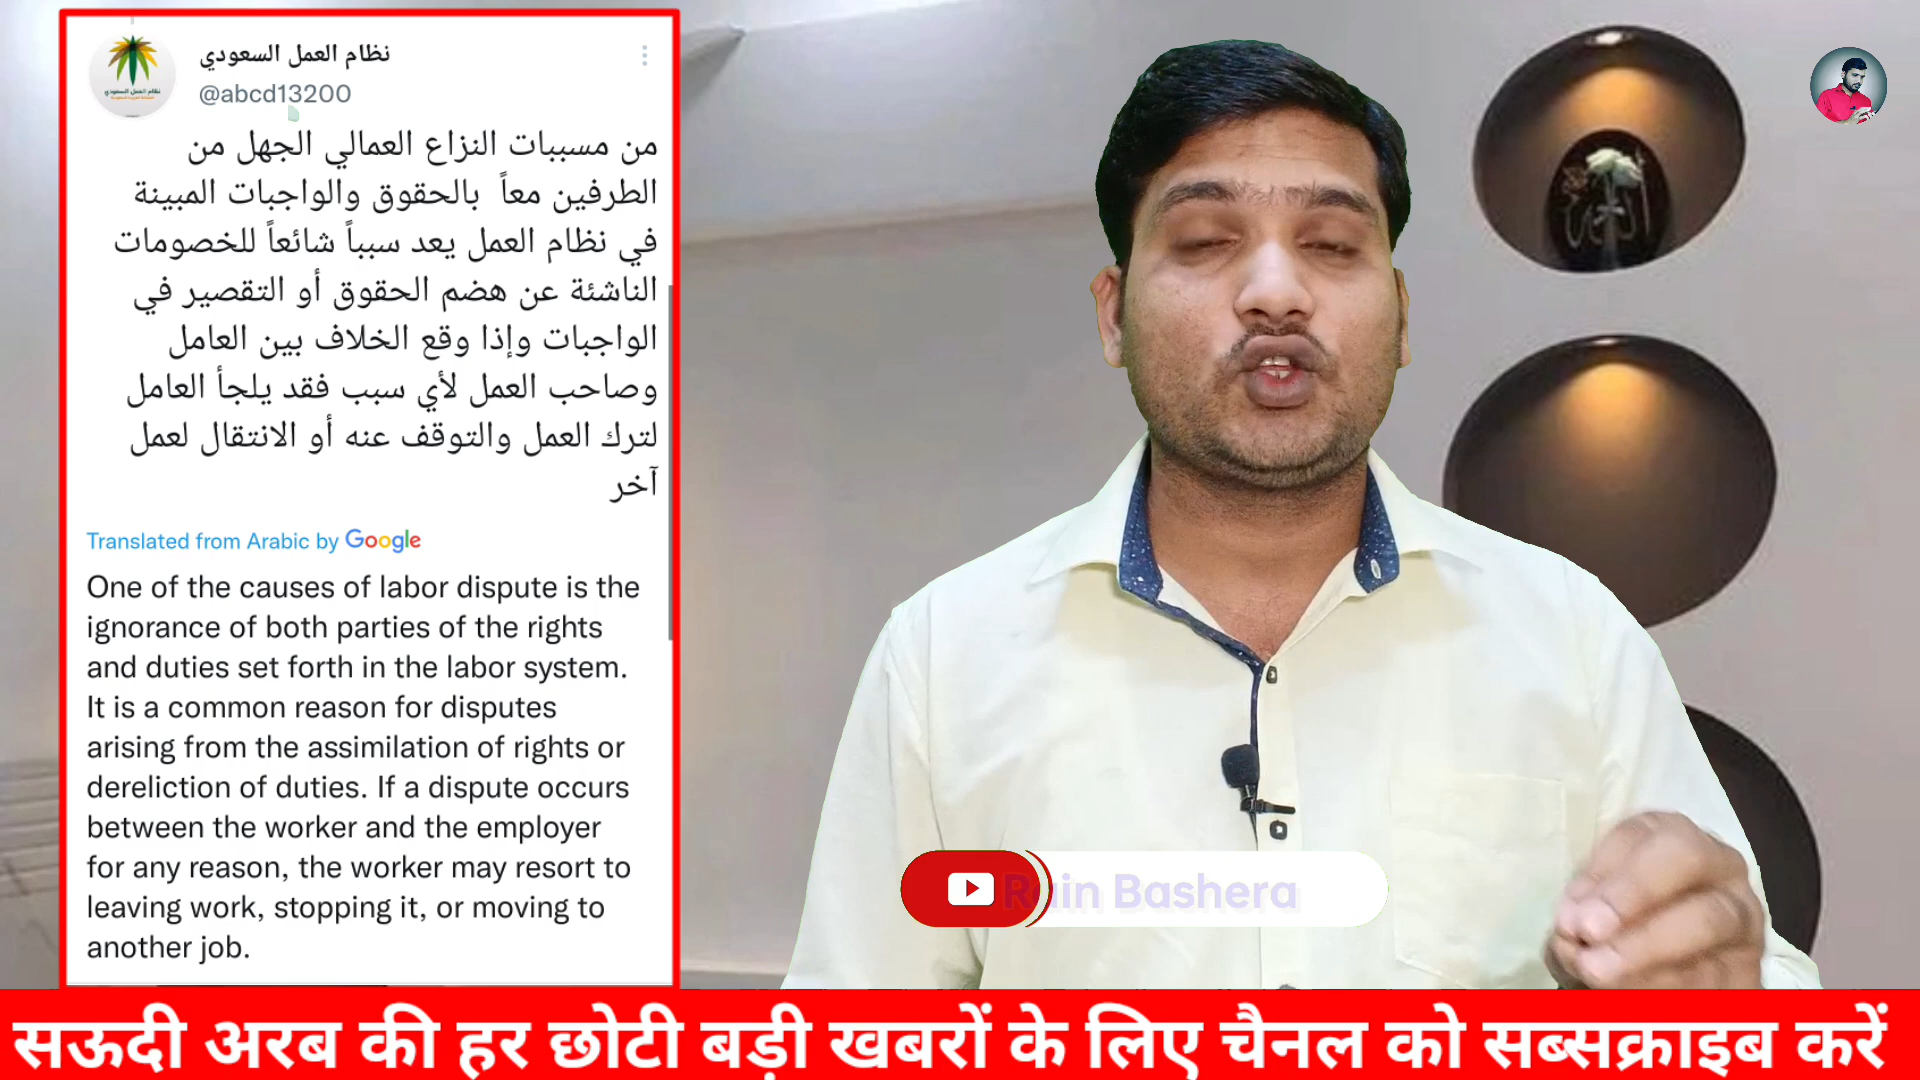 نظام العمل السعودي
@abcd13200
من مسببات النزاع العمالي الجهل من
الطرفين معاً بالحقوق والواجبات المبينة
في نظام العمل يعد سبباً شائعاً للخصومات
الناشئة عن هضم الحقوق أو التقصير في
الواجبات وإذا وقع الخلاف بين العامل
وصاحب العمل لأي سبب فقد يلجأ العامل
لترك العمل والتوقف عنه أو الانتقال لعمل
آخر
Translated from Arabic by Google
One of the causes of labor dispute is the
ignorance of both parties of the rights
and duties set forth in the labor system.
It is a common reason for disputes
arising from the assimilation of rights or
dereliction of duties. If a dispute occurs
between the worker and the employer
for any reason, the worker may resort to
leaving work, stopping it, or moving to
another job.
Rain Bashera
सऊदी अरब की हर छोटी बड़ी खबरों के लिए चैनल को सब्सक्राइब करें